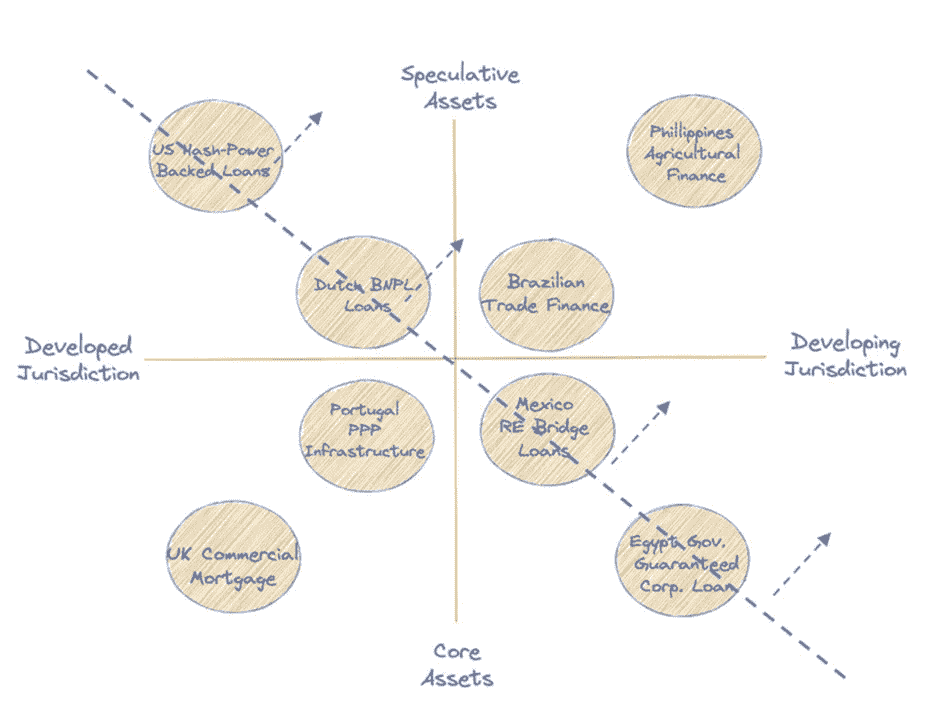 Speculative
Assets
US Hash-Power
Backed Loans
Phillippines
Agricultural
Finance
Dutch BNPL
Loans
Brazilian
Trade Finance
Developed
Jurisdiction
Developing
Jurisdiction
Portugal
PPP
Infrastructure
Mexico
RE Bridge
Loans
UK Commercial
Mortgage
Egypt Gov.
Guaranteed
Corp. Loan
Core
Assets